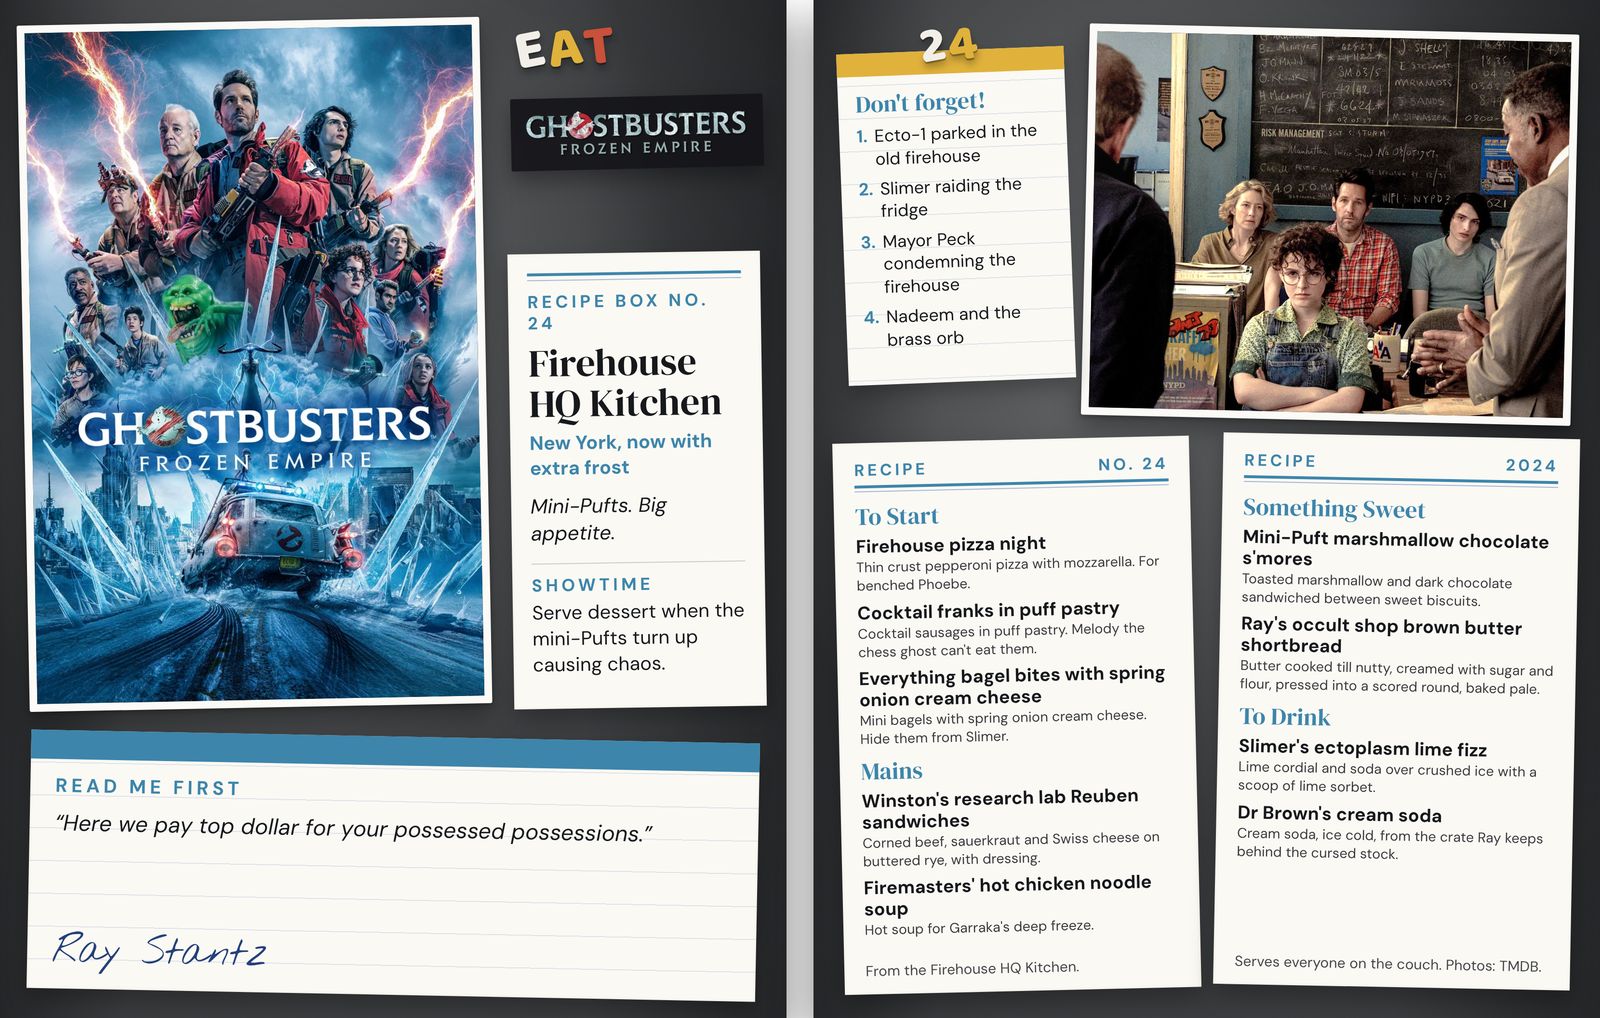 EAT
GHOSTBUSTERS
FROZEN EMPIRE
GHOSTBUSTERS
FROZEN EMPIRE
RECIPE BOX NO.
24
Firehouse
HQ Kitchen
New York, now with
extra frost
Mini-Pufts. Big
appetite.
SHOWTIME
Serve dessert when the
mini-Pufts turn up
causing chaos.
READ ME FIRST
“Here we pay top dollar for your possessed possessions.”
Ray Stantz
24
Don't forget!
1. Ecto-1 parked in the
old firehouse
2. Slimer raiding the
fridge
3. Mayor Peck
condemning the
firehouse
4. Nadeem and the
brass orb
J. SHELLY
JO MANN
RISK MANAGEMENT
NYPD
RECIPE NO. 24
To Start
Firehouse pizza night
Thin crust pepperoni pizza with mozzarella. For
benched Phoebe.
Cocktail franks in puff pastry
Cocktail sausages in puff pastry. Melody the
chess ghost can't eat them.
Everything bagel bites with spring
onion cream cheese
Mini bagels with spring onion cream cheese.
Hide them from Slimer.
Mains
Winston's research lab Reuben
sandwiches
Corned beef, sauerkraut and Swiss cheese on
buttered rye, with dressing.
Firemasters' hot chicken noodle
soup
Hot soup for Garraka's deep freeze.
From the Firehouse HQ Kitchen.
RECIPE 2024
Something Sweet
Mini-Puft marshmallow chocolate
s'mores
Toasted marshmallow and dark chocolate
sandwiched between sweet biscuits.
Ray's occult shop brown butter
shortbread
Butter cooked till nutty, creamed with sugar and
flour, pressed into a scored round, baked pale.
To Drink
Slimer's ectoplasm lime fizz
Lime cordial and soda over crushed ice with a
scoop of lime sorbet.
Dr Brown's cream soda
Cream soda, ice cold, from the crate Ray keeps
behind the cursed stock.
Serves everyone on the couch. Photos: TMDB.